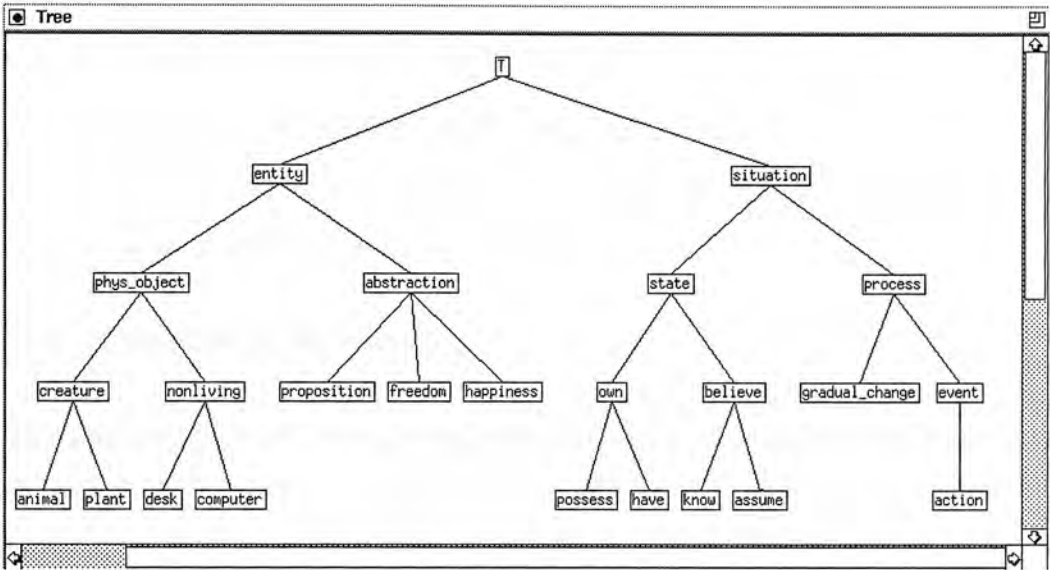 Tree
T
entity situation
phys_object abstraction state process
creature nonliving proposition freedom happiness own believe gradual_change event
animal plant desk computer possess have know assume action